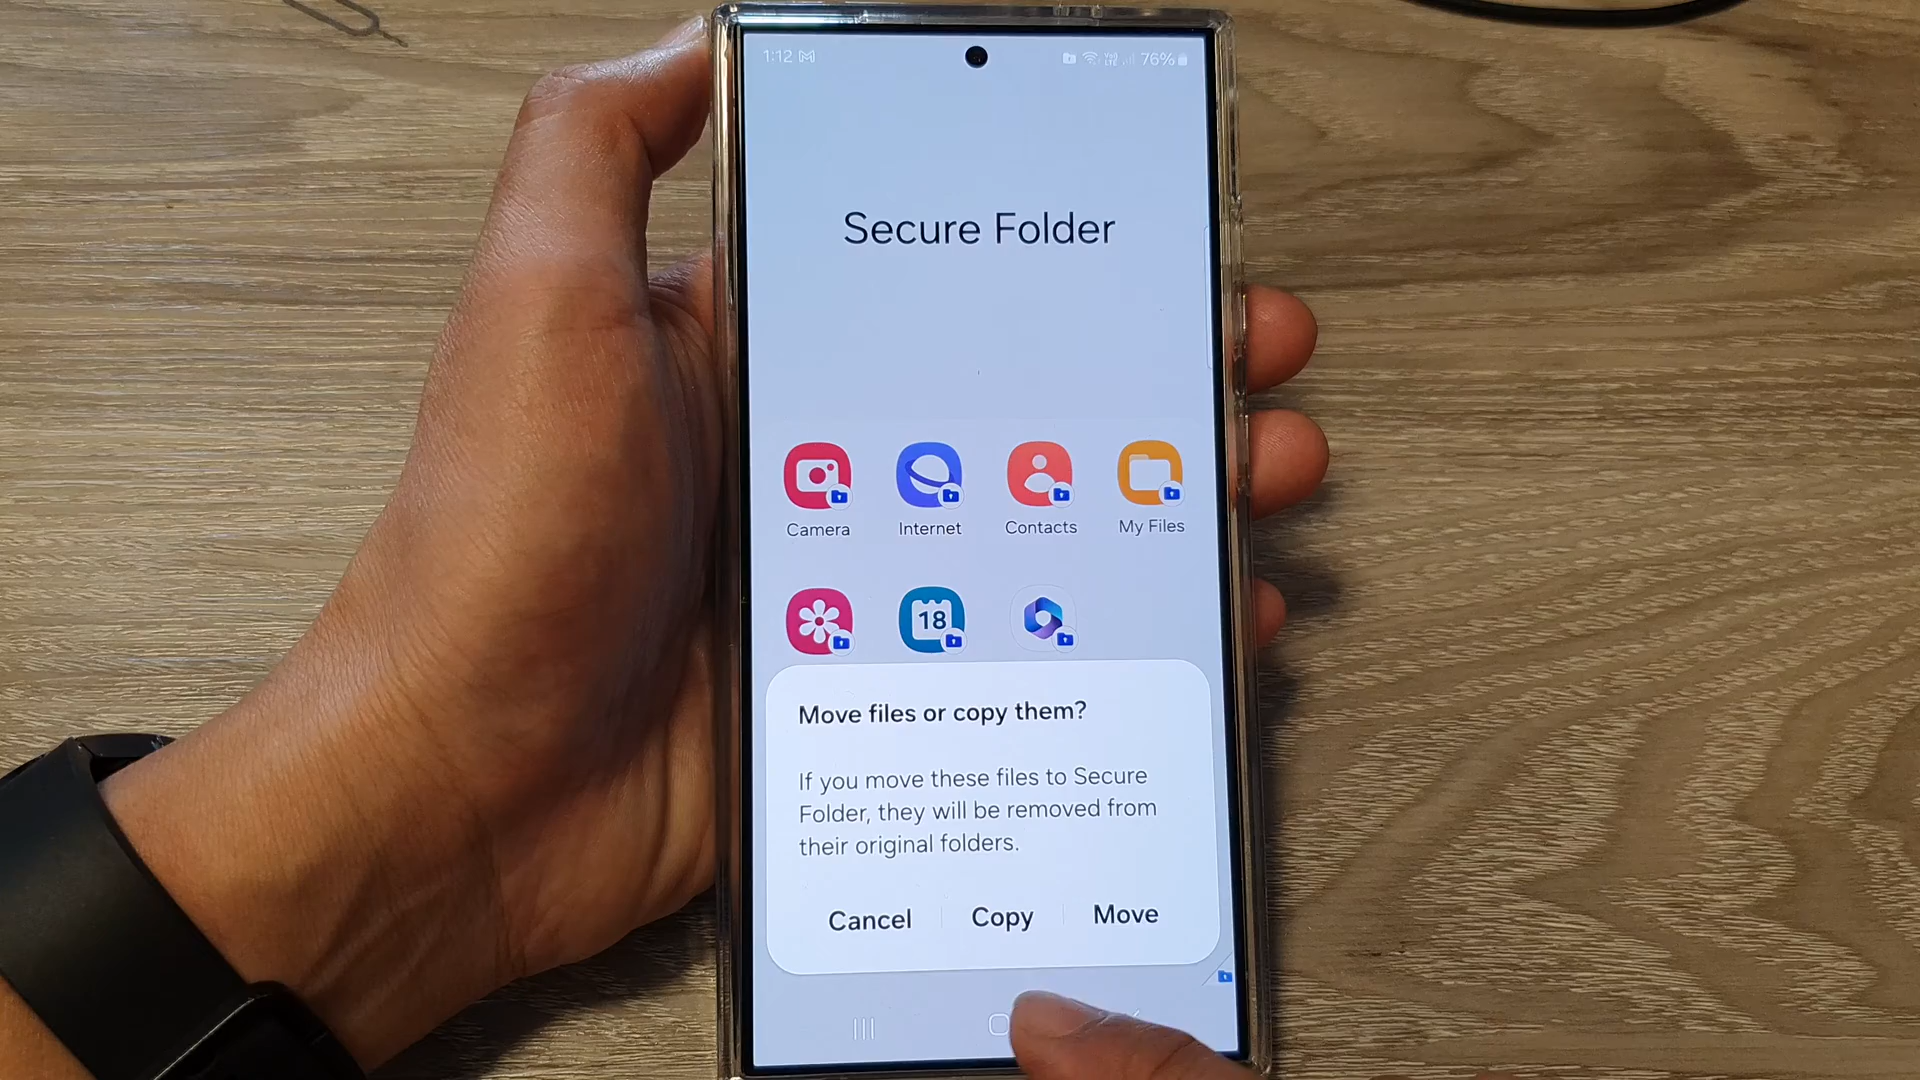 1:12
VoLTE 76%
Secure Folder
Camera Internet Contacts My Files
18
Move files or copy them?
If you move these files to Secure
Folder, they will be removed from
their original folders.
Cancel Copy Move